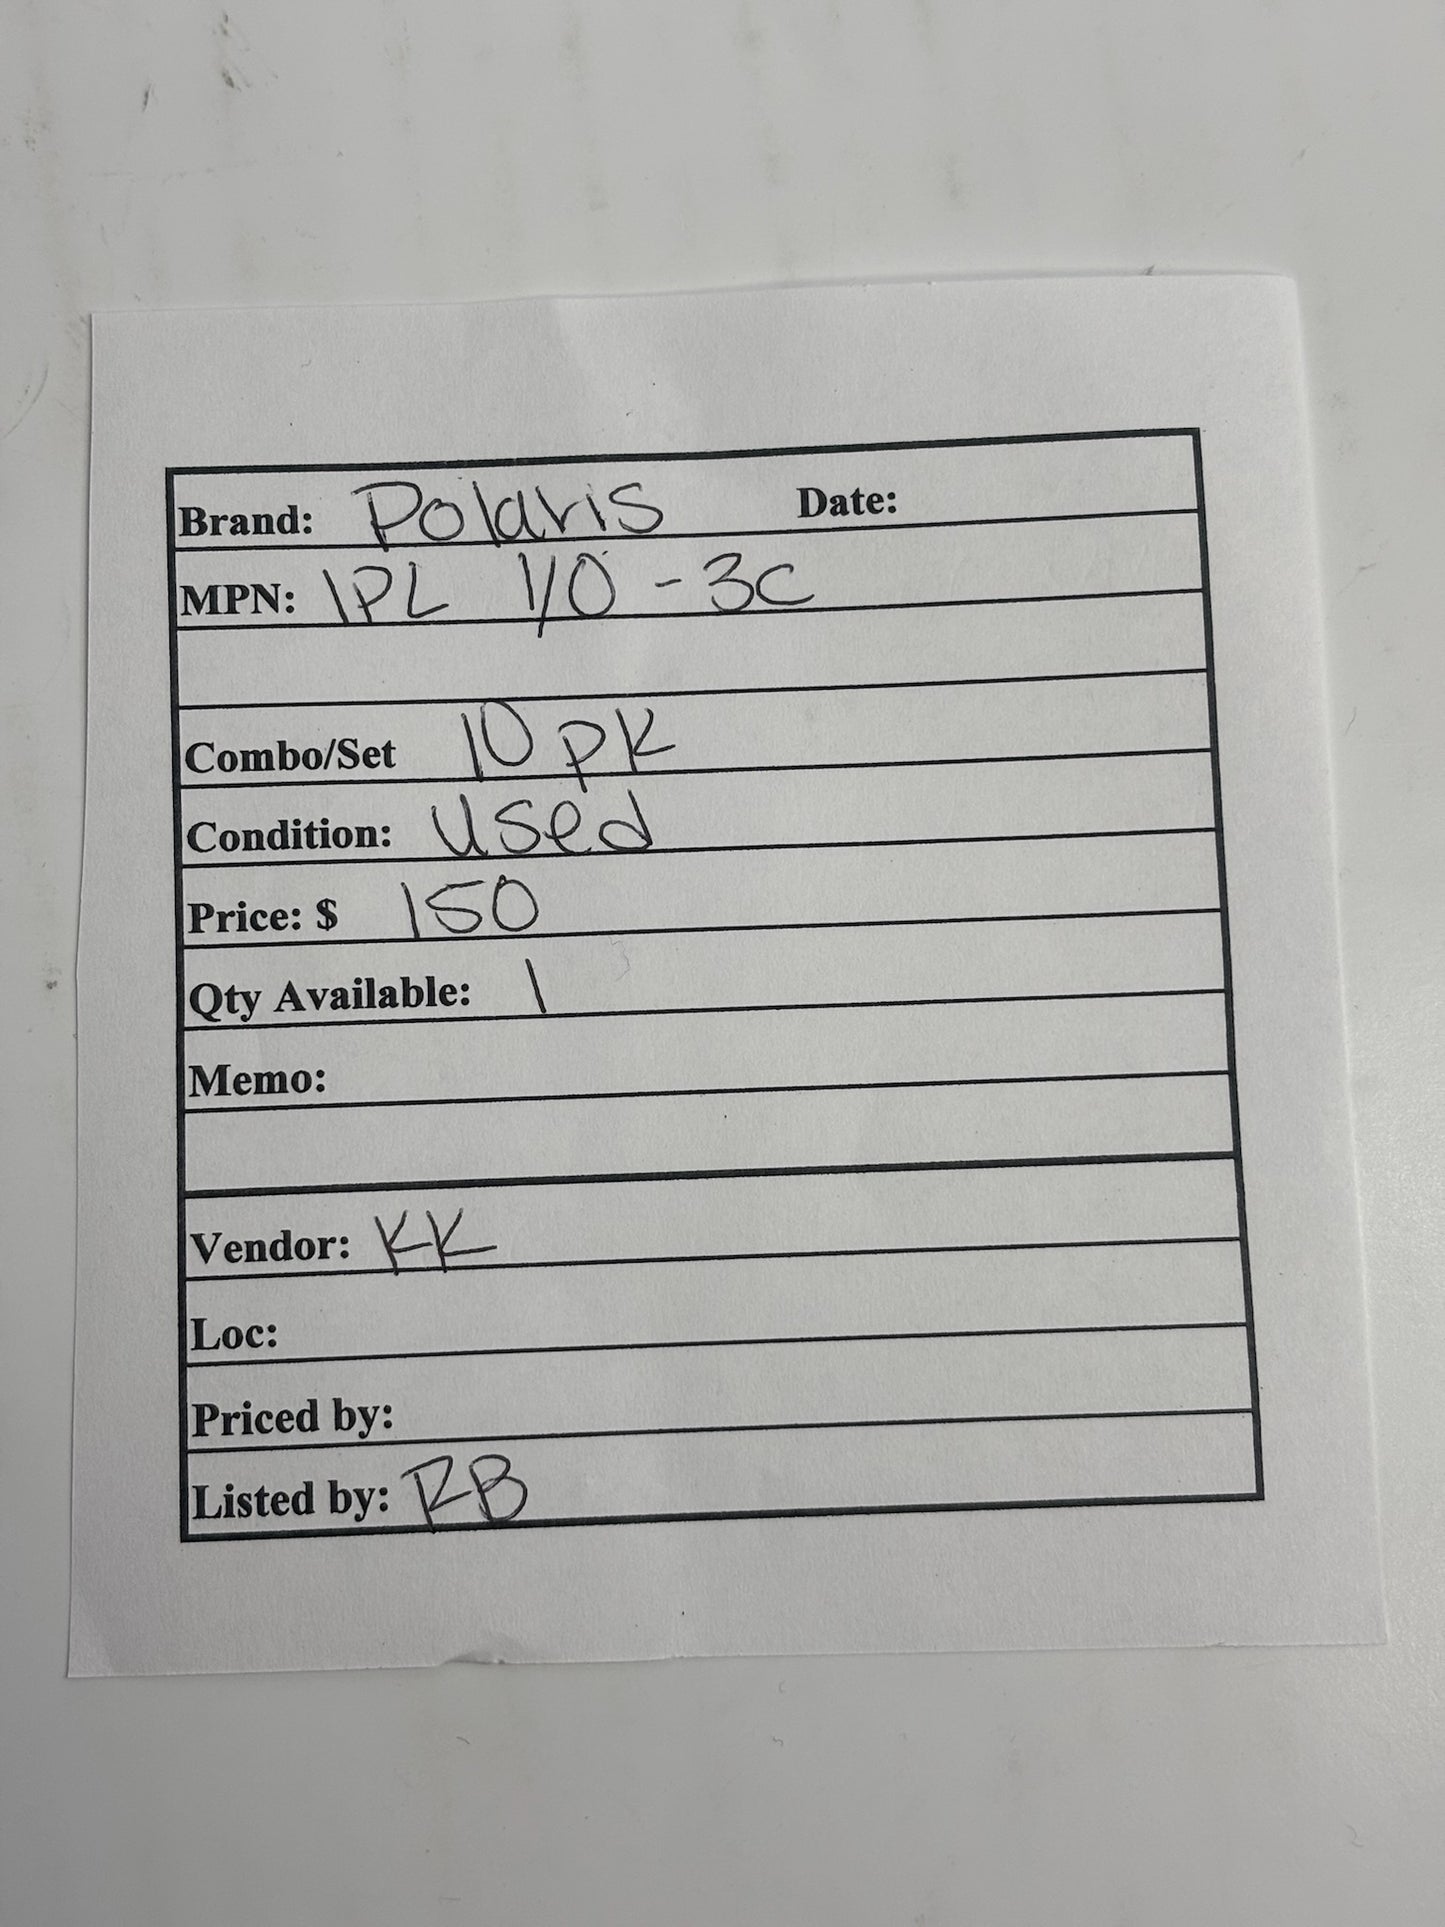 Brand: Polaris Date:
MPN: IPL 1/0 - 3C
Combo/Set 10 pk
Condition: used
Price: $ 150
Qty Available: 1
Memo:
Vendor: KK
Loc:
Priced by:
Listed by: RB